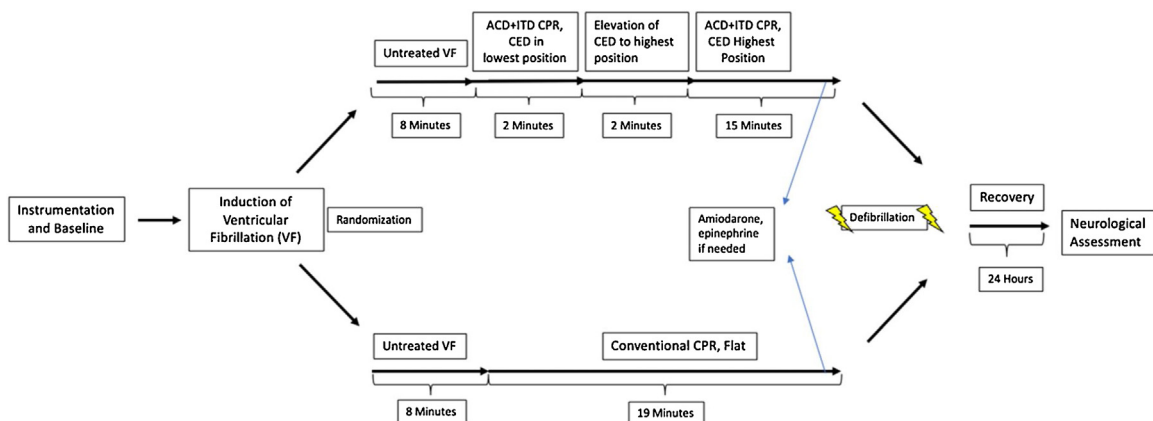 Instrumentation
and Baseline
Induction of
Ventricular
Fibrillation (VF)
Randomization
Untreated VF
ACD+ITD CPR,
CED in
lowest position
Elevation of
CED to highest
position
ACD+ITD CPR,
CED Highest
Position
8 Minutes
2 Minutes
2 Minutes
15 Minutes
Amiodarone,
epinephrine
if needed
Untreated VF
Conventional CPR, Flat
8 Minutes
19 Minutes
Defibrillation
Recovery
24 Hours
Neurological
Assessment